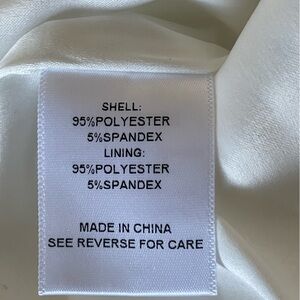 SHELL:
95%POLYESTER
5%SPANDEX
LINING:
95%POLYESTER
5%SPANDEX
MADE IN CHINA
SEE REVERSE FOR CARE